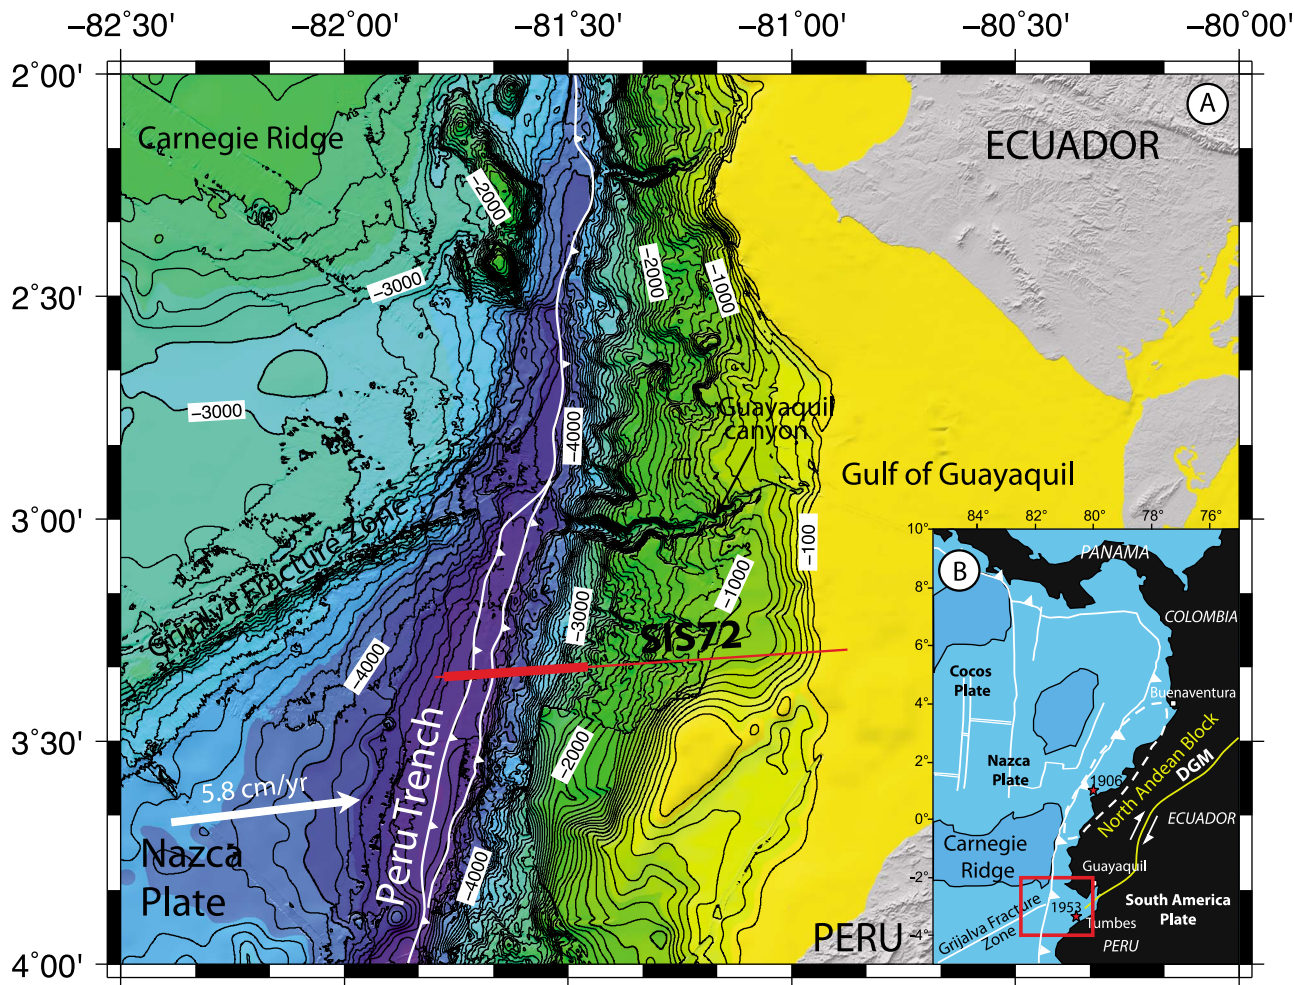 −82˚30' −82˚00' −81˚30' −81˚00' −80˚30' −80˚00'
2˚00'
2˚30'
3˚00'
3˚30'
4˚00'
A
Carnegie Ridge
ECUADOR
−2000
−2000
−1000
−3000
−3000
−4000
Guayaquil
canyon
Gulf of Guayaquil
−100
Grijalva Fracture Zone
−1000
−3000
SIS72
−4000
−2000
5.8 cm/yr
Peru Trench
−4000
Nazca
Plate
PERU
84° 82° 80° 78° 76°
10°
8°
6°
4°
2°
0°
−2°
−4°
B
PANAMA
COLOMBIA
Cocos
Plate
Buenaventura
Nazca
Plate
1906
North Andean Block
DGM
ECUADOR
Carnegie
Ridge
Guayaquil
South America
Plate
1953
Tumbes
Grijalva Fracture
Zone
PERU